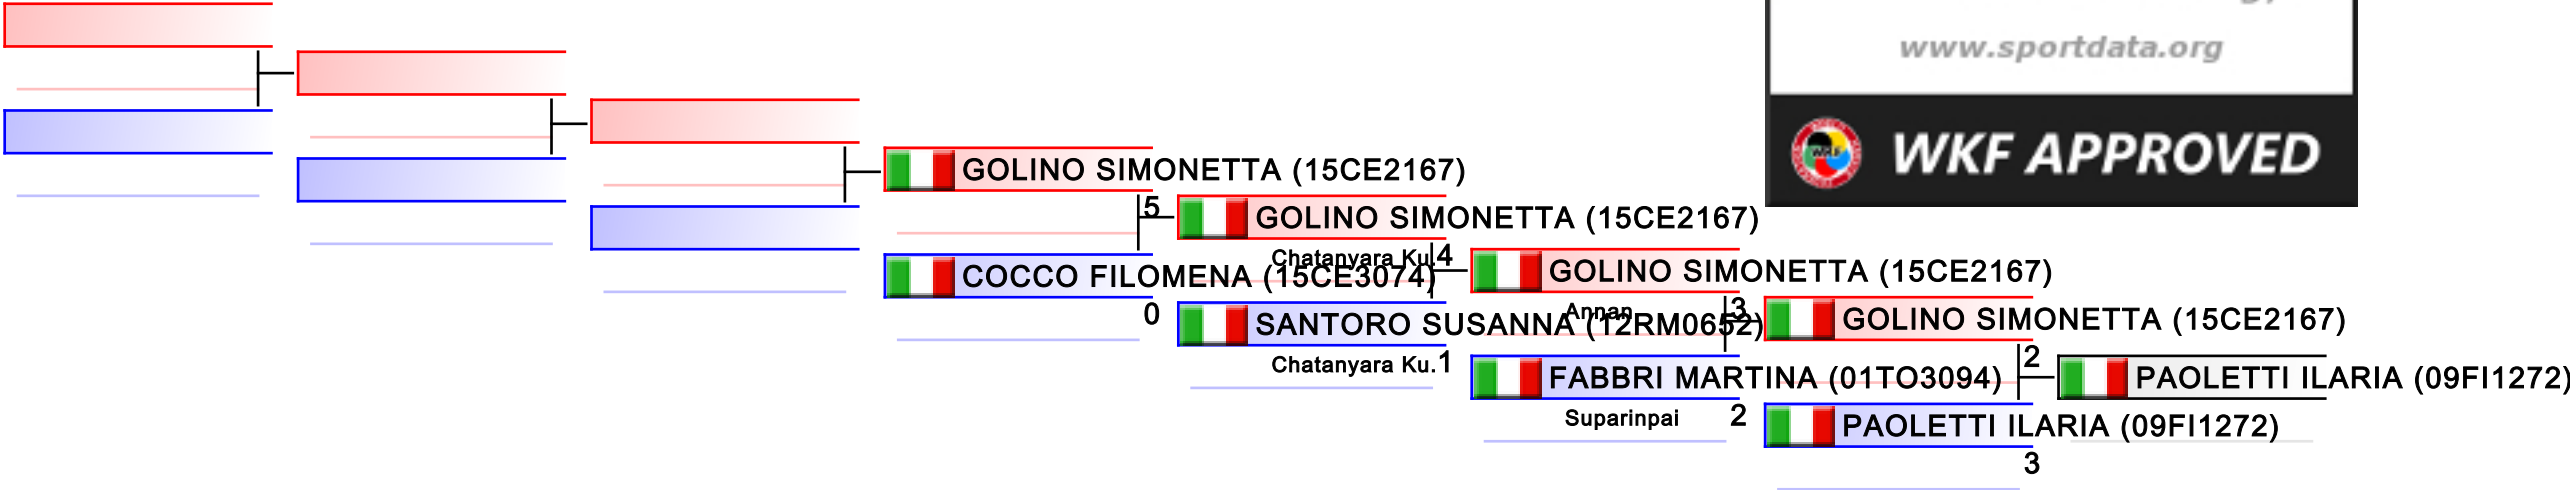 www.sportdata.org
WKF APPROVED
GOLINO SIMONETTA (15CE2167)
5
GOLINO SIMONETTA (15CE2167)
Chatanyara Ku.
4
COCCO FILOMENA (15CE3074)
0
GOLINO SIMONETTA (15CE2167)
Annan
3
SANTORO SUSANNA (12RM0652)
Chatanyara Ku.
1
GOLINO SIMONETTA (15CE2167)
2
FABBRI MARTINA (01TO3094)
Suparinpai
2
PAOLETTI ILARIA (09FI1272)
PAOLETTI ILARIA (09FI1272)
3